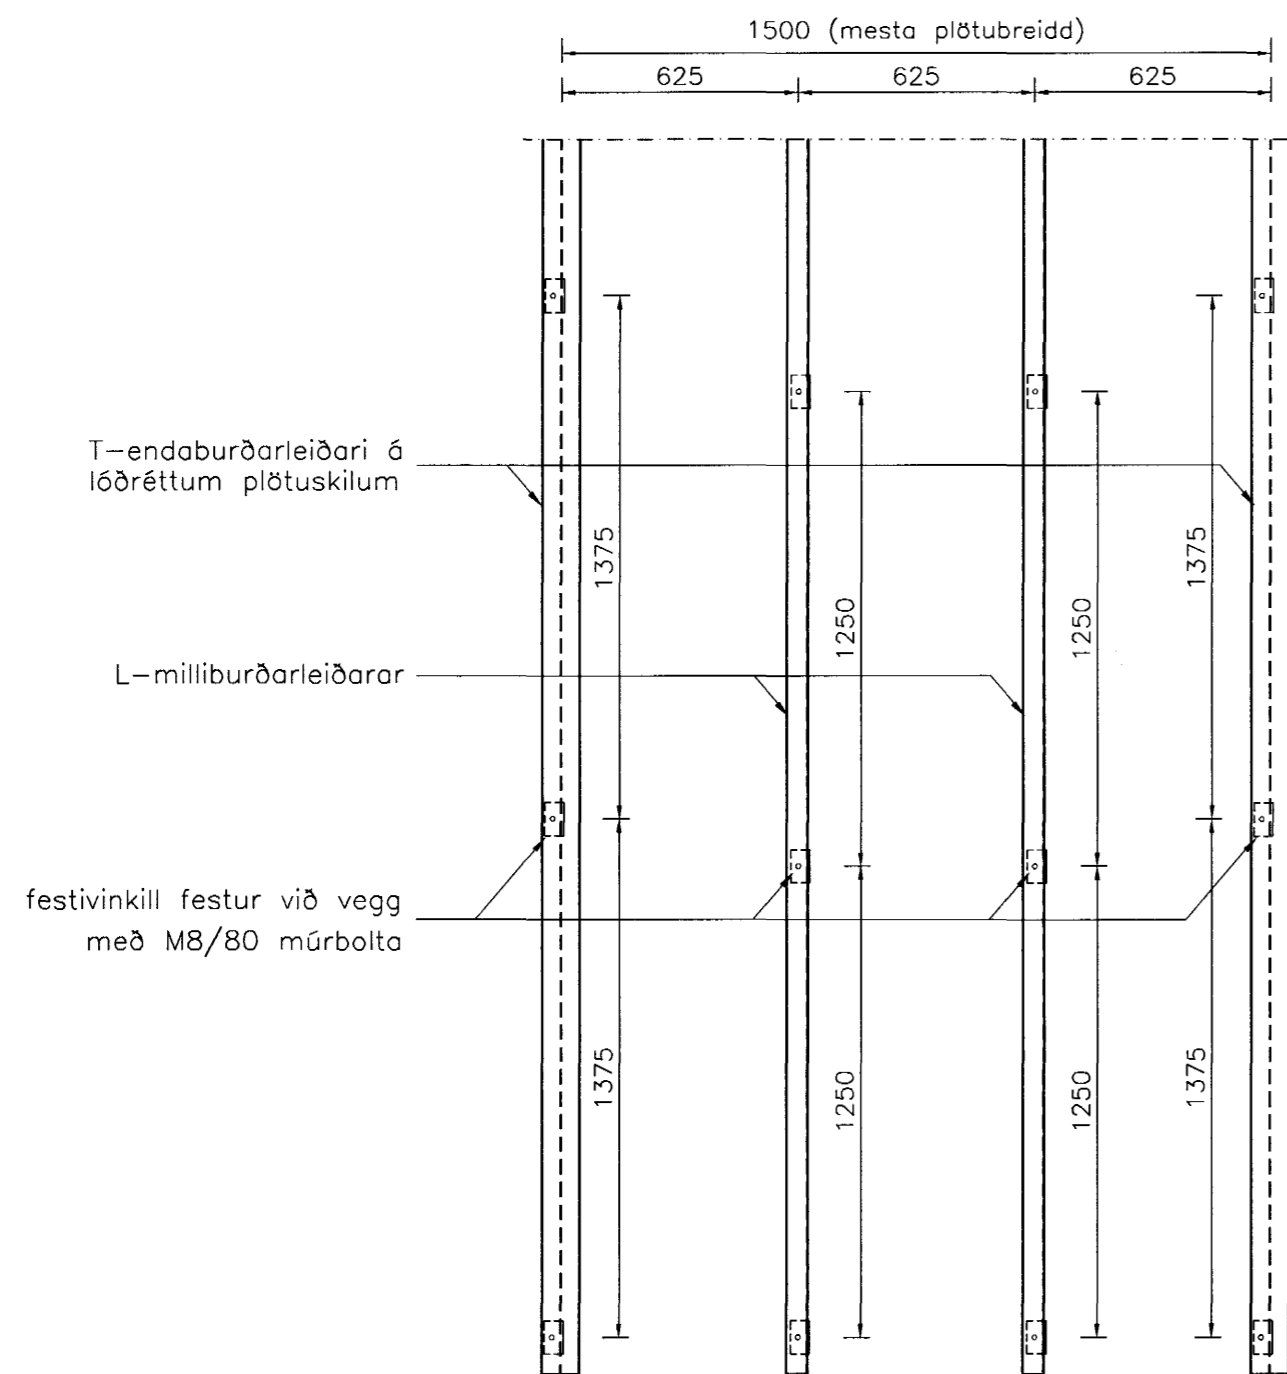 1500 (mesta plötubreidd)
625 625 625
T-endaburðarleiðari á
lóðréttum plötuskilum
1375 1375
1250 1250
L-milliburðarleiðarar
festivinkill festur við vegg
með M8/80 múrbolta
1375 1375
1250 1250